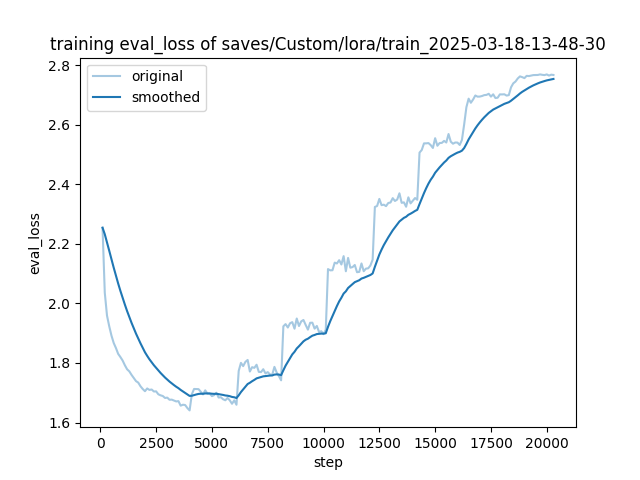 training eval_loss of saves/Custom/lora/train_2025-03-18-13-48-30
original
smoothed
2.8
2.6
2.4
2.2
2.0
1.8
1.6
eval_loss
0 2500 5000 7500 10000 12500 15000 17500 20000
step